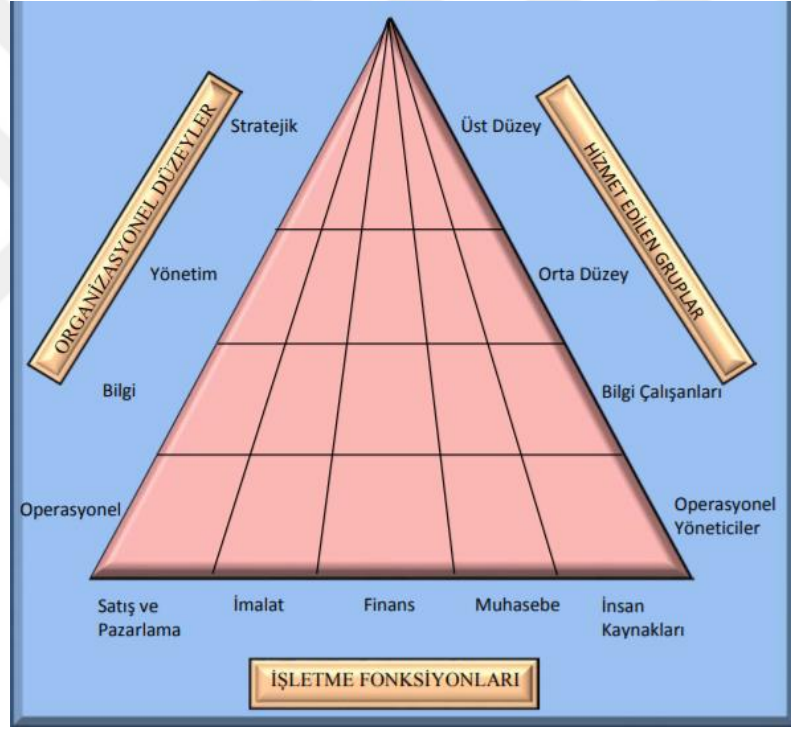 ORGANİZASYONEL DÜZEYLER
HİZMET EDİLEN GRUPLAR
Stratejik
Üst Düzey
Yönetim
Orta Düzey
Bilgi
Bilgi Çalışanları
Operasyonel
Operasyonel
Yöneticiler
Satış ve
Pazarlama
İmalat
Finans
Muhasebe
İnsan
Kaynakları
İŞLETME FONKSİYONLARI